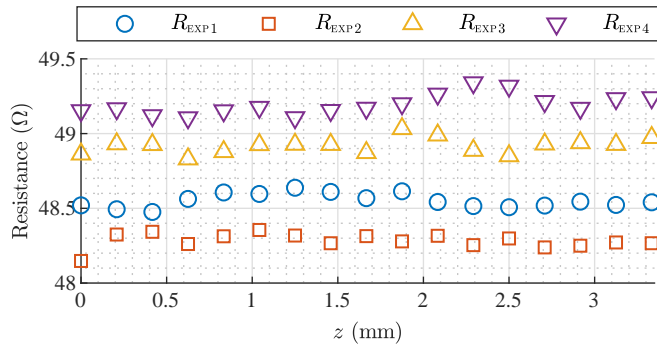 R_EXP1 R_EXP2 R_EXP3 R_EXP4
49.5
49
48.5
48
Resistance (Ω)
0 0.5 1 1.5 2 2.5 3
z (mm)